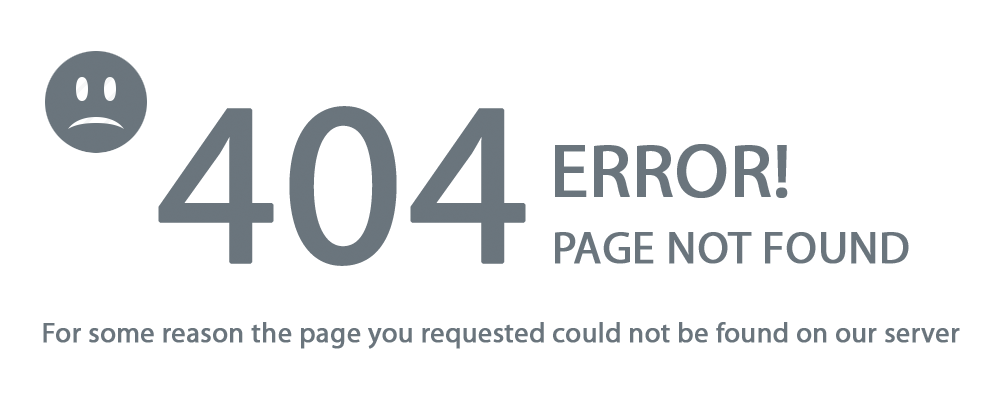 404
ERROR!
PAGE NOT FOUND
For some reason the page you requested could not be found on our server